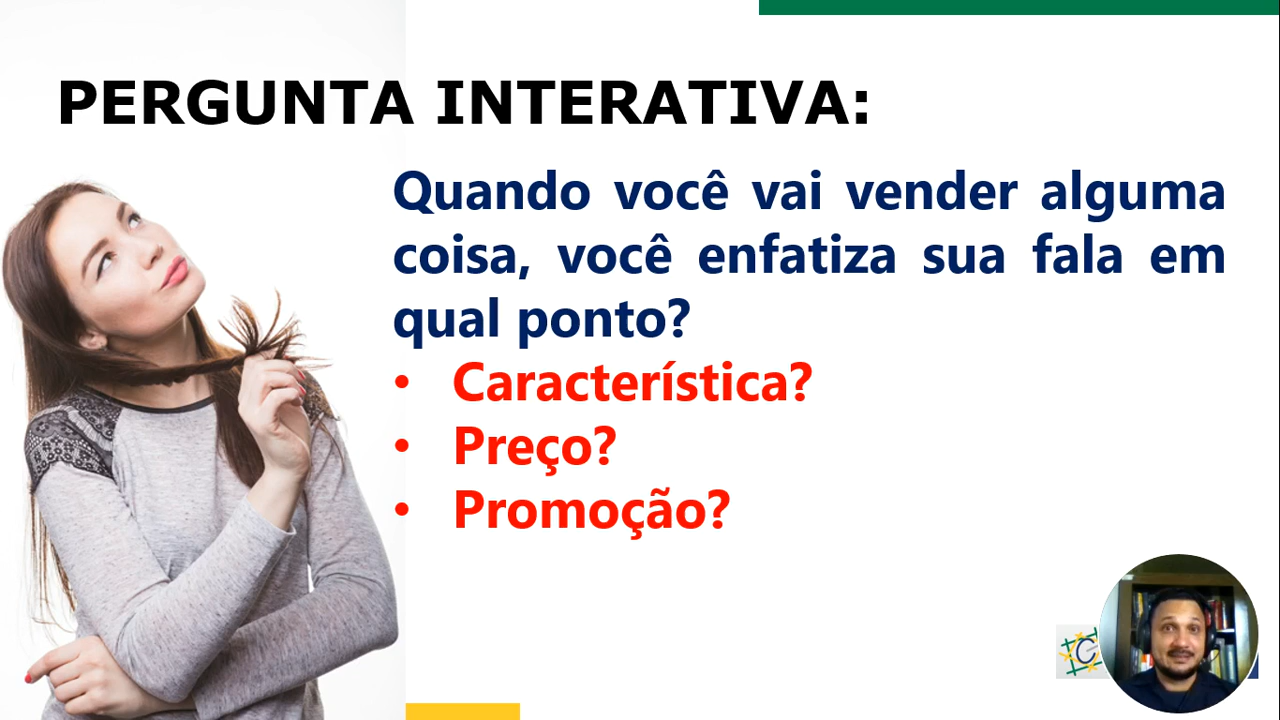 PERGUNTA INTERATIVA:
Quando você vai vender alguma
coisa, você enfatiza sua fala em
qual ponto?
• Característica?
• Preço?
• Promoção?